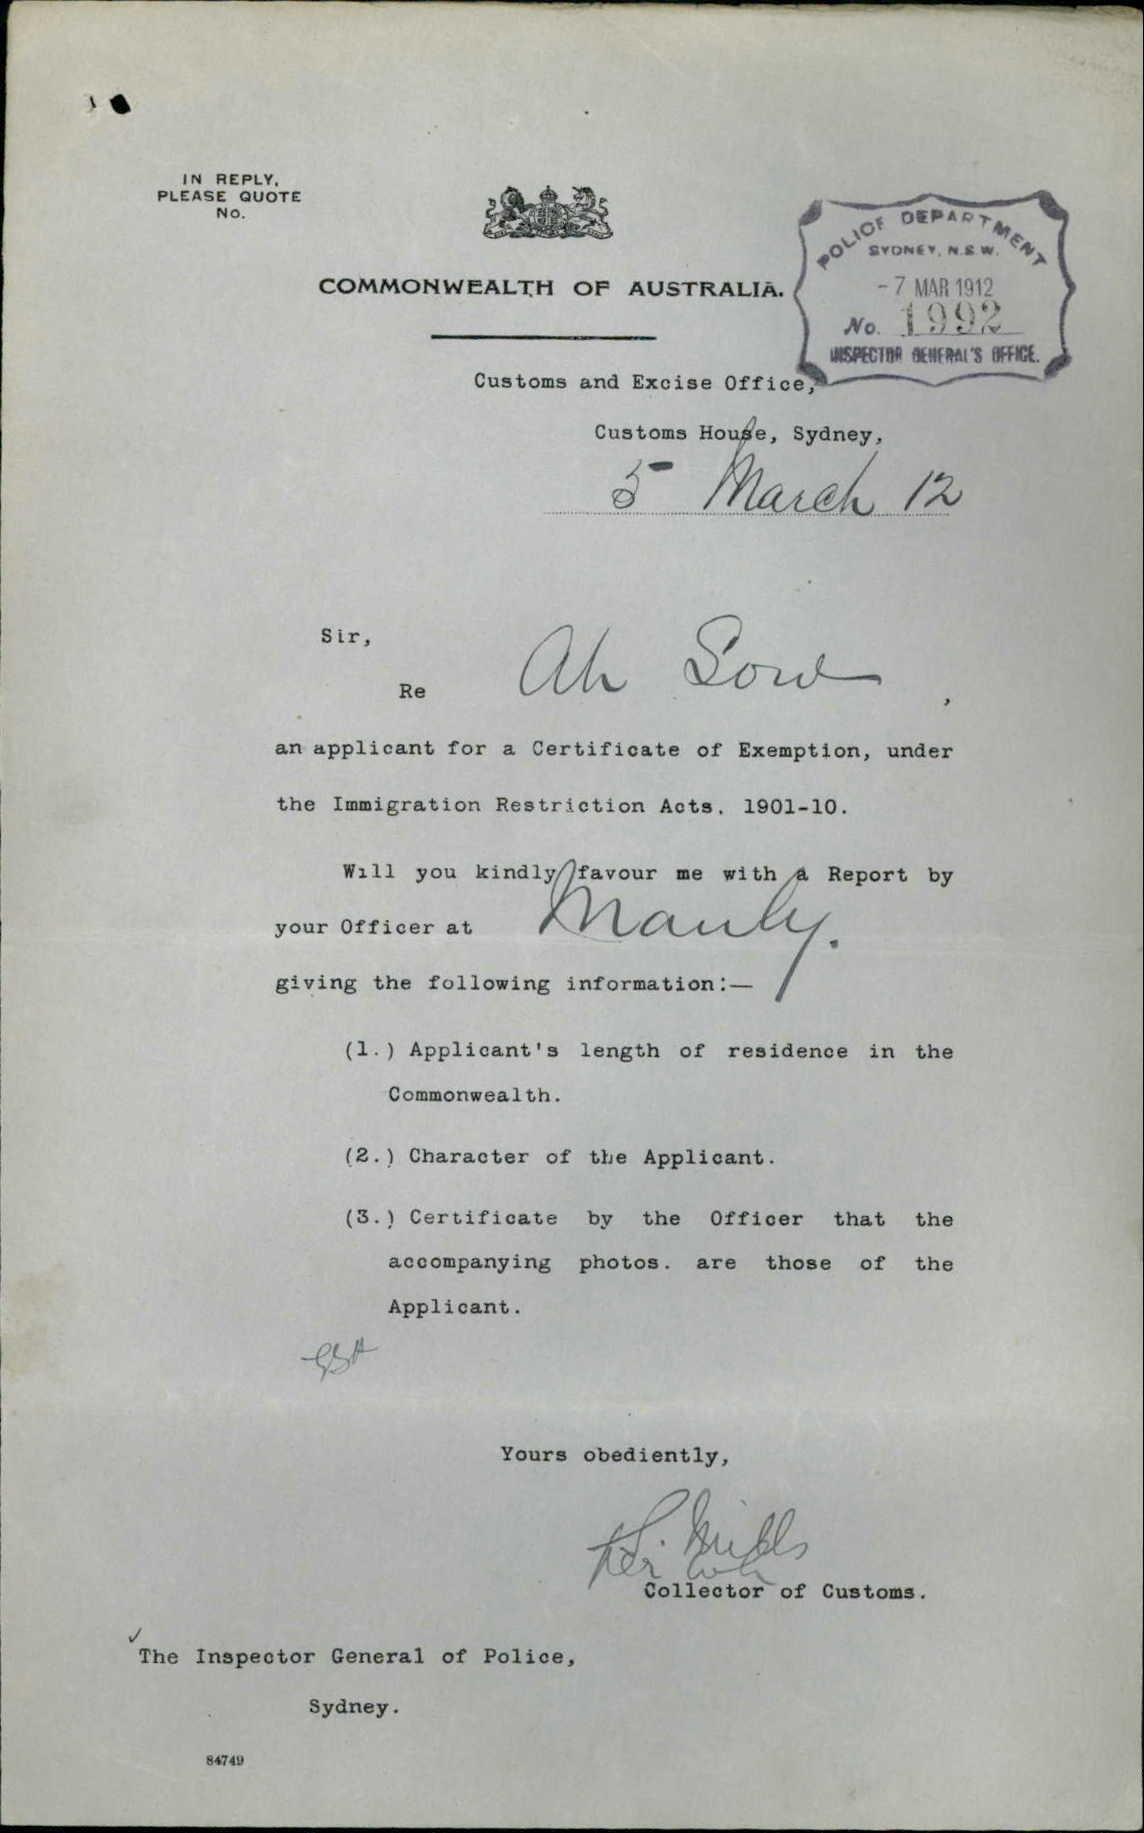 IN REPLY,
PLEASE QUOTE
No.
COMMONWEALTH OF AUSTRALIA.
POLICE DEPARTMENT
SYDNEY, N.S.W.
-7 MAR 1912
No. 1992
INSPECTOR GENERAL'S OFFICE.
Customs and Excise Office,
Customs House, Sydney,
5 March 12
Sir,
Re Ah Sow,
an applicant for a Certificate of Exemption, under
the Immigration Restriction Acts, 1901-10.
Will you kindly favour me with a Report by
your Officer at Manly.
giving the following information:—
(1.) Applicant's length of residence in the
Commonwealth.
(2.) Character of the Applicant.
(3.) Certificate by the Officer that the
accompanying photos. are those of the
Applicant.
Yours obediently,
Mills
Collector of Customs.
The Inspector General of Police,
Sydney.
84749